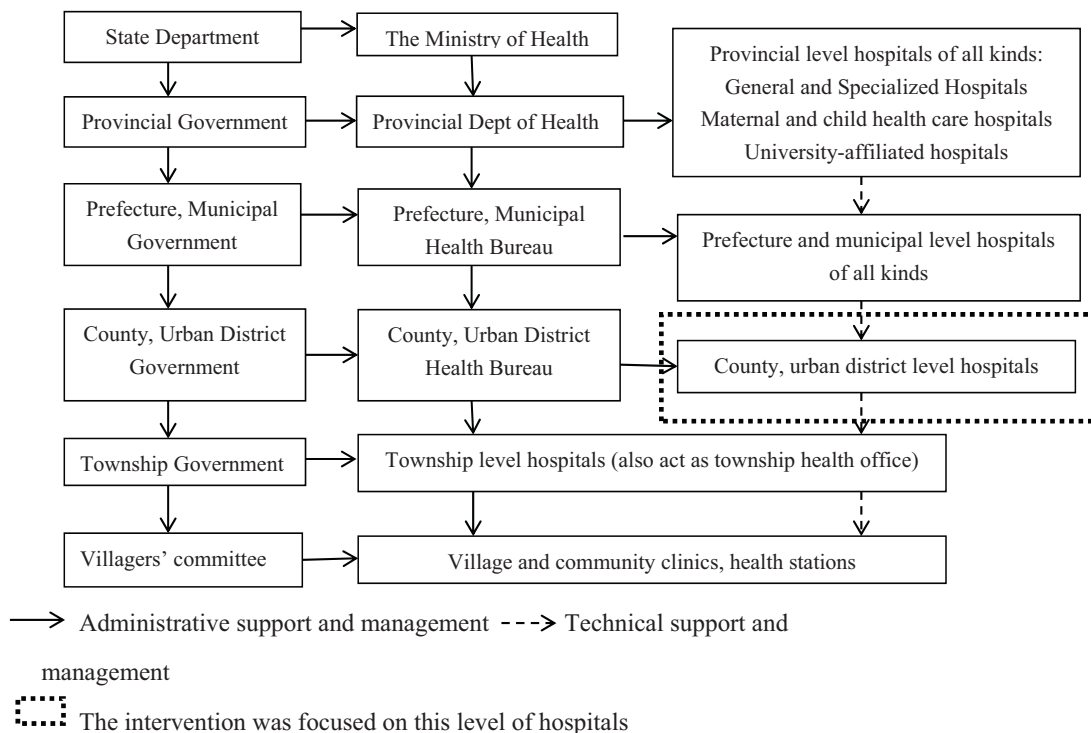 State Department
The Ministry of Health
Provincial level hospitals of all kinds:
General and Specialized Hospitals
Maternal and child health care hospitals
University-affiliated hospitals
Provincial Government
Provincial Dept of Health
Prefecture, Municipal
Government
Prefecture, Municipal
Health Bureau
Prefecture and municipal level hospitals
of all kinds
County, Urban District
Government
County, Urban District
Health Bureau
County, urban district level hospitals
Township Government
Township level hospitals (also act as township health office)
Villagers’ committee
Village and community clinics, health stations
Administrative support and management
Technical support and
management
The intervention was focused on this level of hospitals